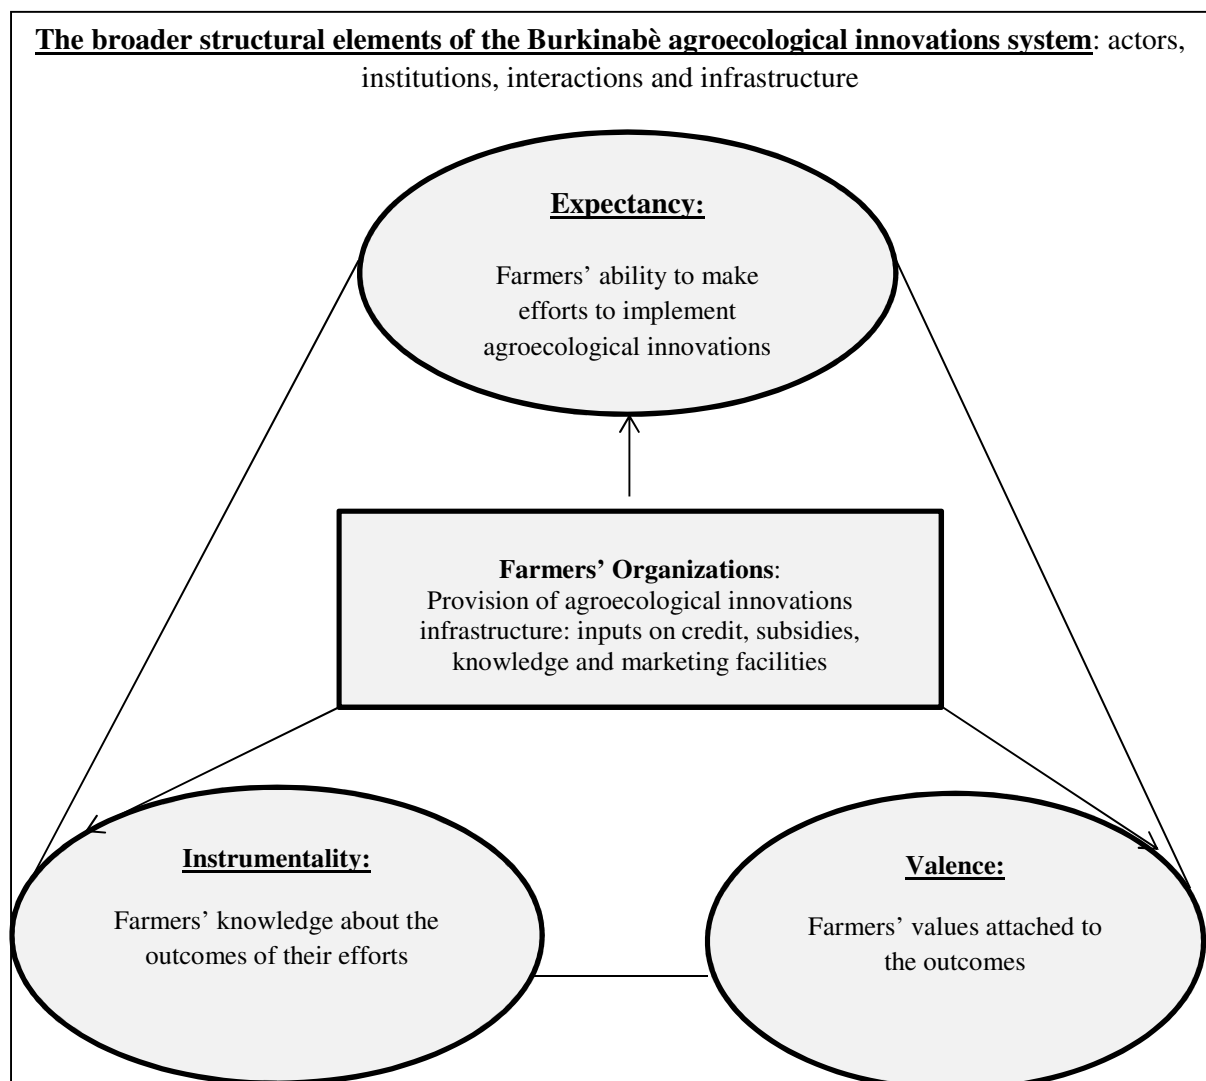 The broader structural elements of the Burkinabè agroecological innovations system: actors,
institutions, interactions and infrastructure
Expectancy:
Farmers’ ability to make
efforts to implement
agroecological innovations
Farmers’ Organizations:
Provision of agroecological innovations
infrastructure: inputs on credit, subsidies,
knowledge and marketing facilities
Instrumentality:
Farmers’ knowledge about the
outcomes of their efforts
Valence:
Farmers’ values attached to
the outcomes